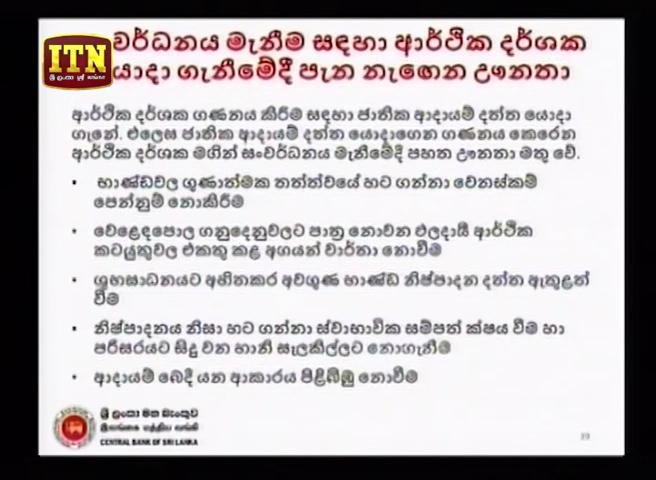 ITN
ශ්‍රී ලංකා අපේ නාලිකාව
වර්ධනය මැනීම සඳහා ආර්ථික දර්ශක
යොදා ගැනීමේදී පැන නැගෙන ඌනතා
ආර්ථික දර්ශක ගණනය කිරීම සඳහා ජාතික ආදායම් දත්ත යොදා
ගැනේ. එලෙස ජාතික ආදායම් දත්ත යොදාගෙන ගණනය කෙරෙන
ආර්ථික දර්ශක මගින් සංවර්ධනය මැනීමේදී පහත ඌනතා මතු වේ.
• භාණ්ඩවල ගුණාත්මක තත්ත්වයේ හට ගන්නා වෙනස්කම්
පෙන්නුම් නොකිරීම
• වෙළෙඳපොල ගනුදෙනුවලට පාත්‍ර නොවන ඵලදායී ආර්ථික
කටයුතුවල එකතු කළ අගයන් වාර්තා නොවීම
• ශුභසාධනයට අහිතකර අවගුණ භාණ්ඩ නිෂ්පාදන දත්ත ඇතුළත්
වීම
• නිෂ්පාදනය නිසා හට ගන්නා ස්වාභාවික සම්පත් ක්ෂය වීම හා
පරිසරයට සිදු වන හානි සැලකිල්ලට නොගැනීම
• ආදායම් බෙදී යන ආකාරය පිළිබිඹු නොවීම
ශ්‍රී ලංකා මහ බැංකුව
இலங்கை மத்திய வங்கி
CENTRAL BANK OF SRI LANKA